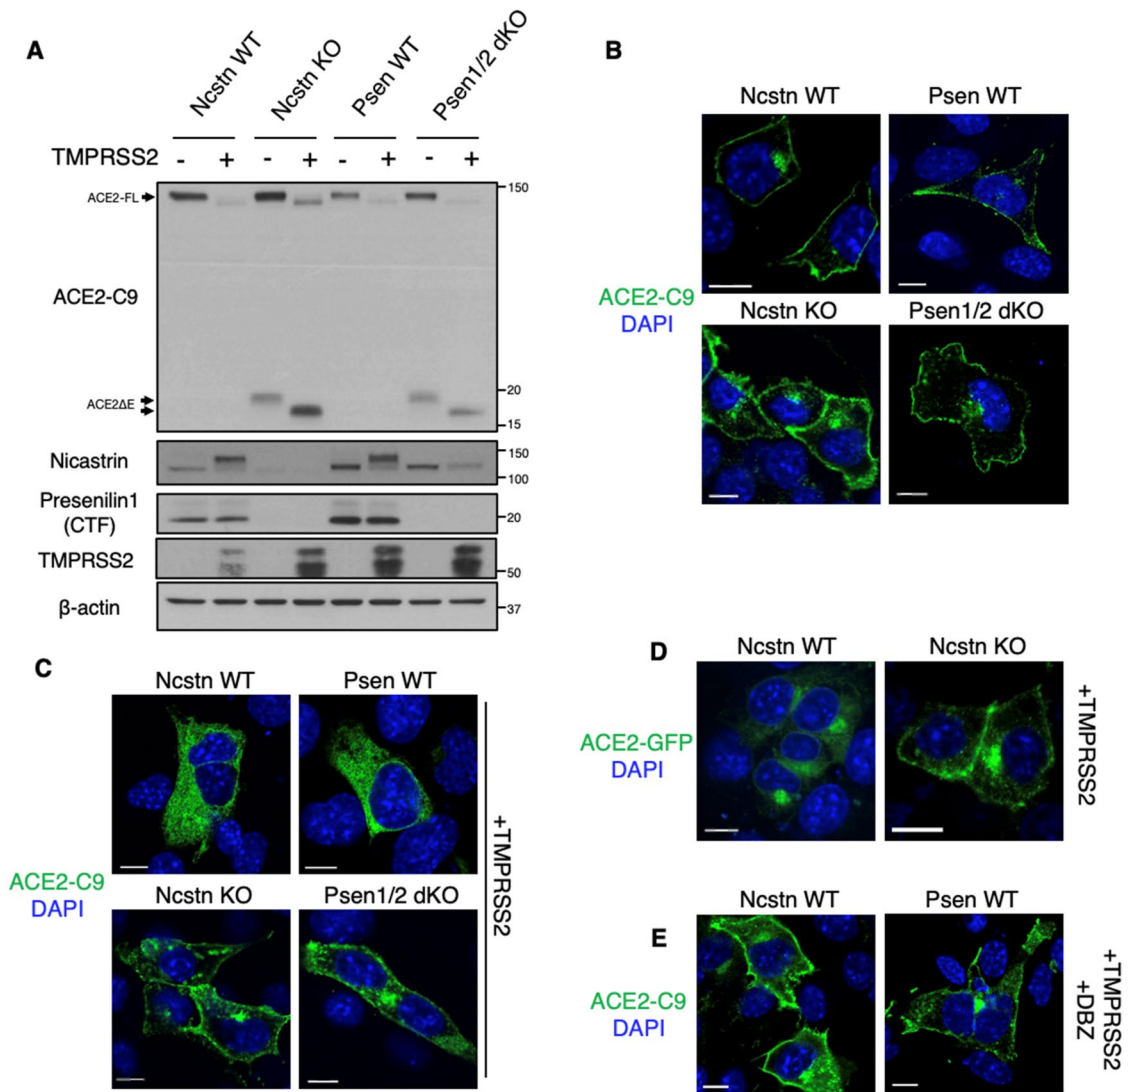 A
Ncstn WT
Ncstn KO
Psen WT
Psen1/2 dKO
TMPRSS2
- + - + - + - +
ACE2-FL
150
ACE2-C9
20
ACE2ΔE
15
Nicastrin
150
100
Presenilin1
(CTF)
20
TMPRSS2
50
β-actin
37
B
Ncstn WT
Psen WT
ACE2-C9
DAPI
Ncstn KO
Psen1/2 dKO
C
Ncstn WT
Psen WT
ACE2-C9
DAPI
Ncstn KO
Psen1/2 dKO
+TMPRSS2
D
Ncstn WT
Ncstn KO
ACE2-GFP
DAPI
+TMPRSS2
E
Ncstn WT
Psen WT
ACE2-C9
DAPI
+TMPRSS2
+DBZ